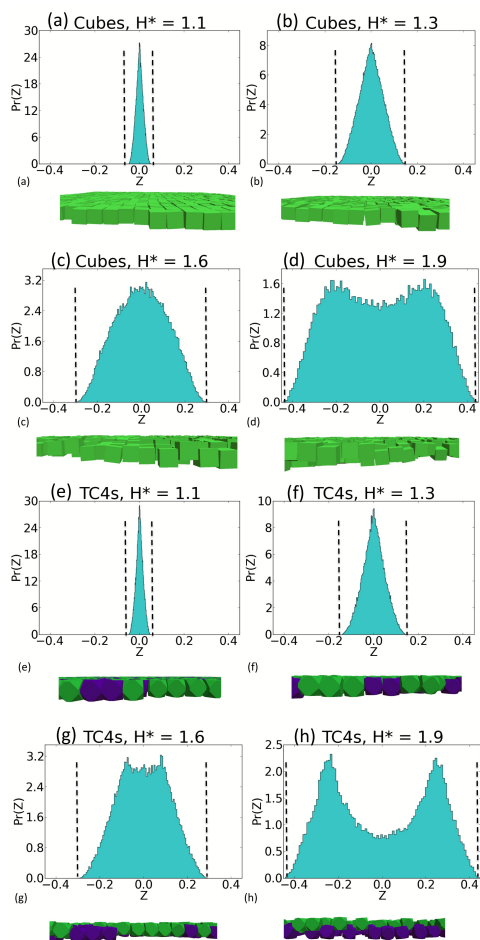 (a) Cubes, H* = 1.1
(b) Cubes, H* = 1.3
30
24
18
12
6
0
Pr(Z)
−0.4 −0.2 0.0 0.2 0.4
Z
8
6
4
2
0
Pr(Z)
−0.4 −0.2 0.0 0.2 0.4
Z
(a)
(b)
(c) Cubes, H* = 1.6
(d) Cubes, H* = 1.9
3.2
2.4
1.6
0.8
0.0
Pr(Z)
−0.4 −0.2 0.0 0.2 0.4
Z
1.6
1.2
0.8
0.4
0.0
Pr(Z)
−0.4 −0.2 0.0 0.2 0.4
Z
(c)
(d)
(e) TC4s, H* = 1.1
(f) TC4s, H* = 1.3
30
24
18
12
6
0
Pr(Z)
−0.4 −0.2 0.0 0.2 0.4
Z
10
8
6
4
2
0
Pr(Z)
−0.4 −0.2 0.0 0.2 0.4
Z
(e)
(f)
(g) TC4s, H* = 1.6
(h) TC4s, H* = 1.9
3.2
2.4
1.6
0.8
0.0
Pr(Z)
−0.4 −0.2 0.0 0.2 0.4
Z
2.5
2.0
1.5
1.0
0.5
0.0
Pr(Z)
−0.4 −0.2 0.0 0.2 0.4
Z
(g)
(h)